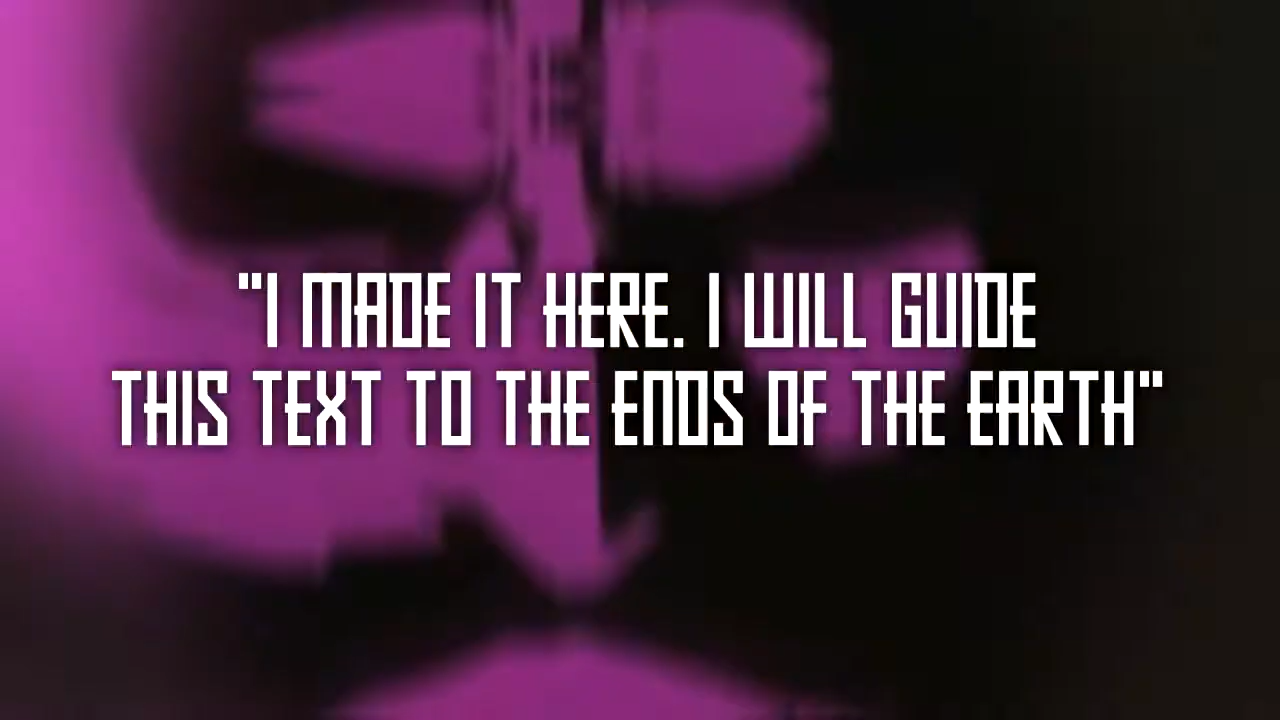 "I MADE IT HERE. I WILL GUIDE
THIS TEXT TO THE ENDS OF THE EARTH"